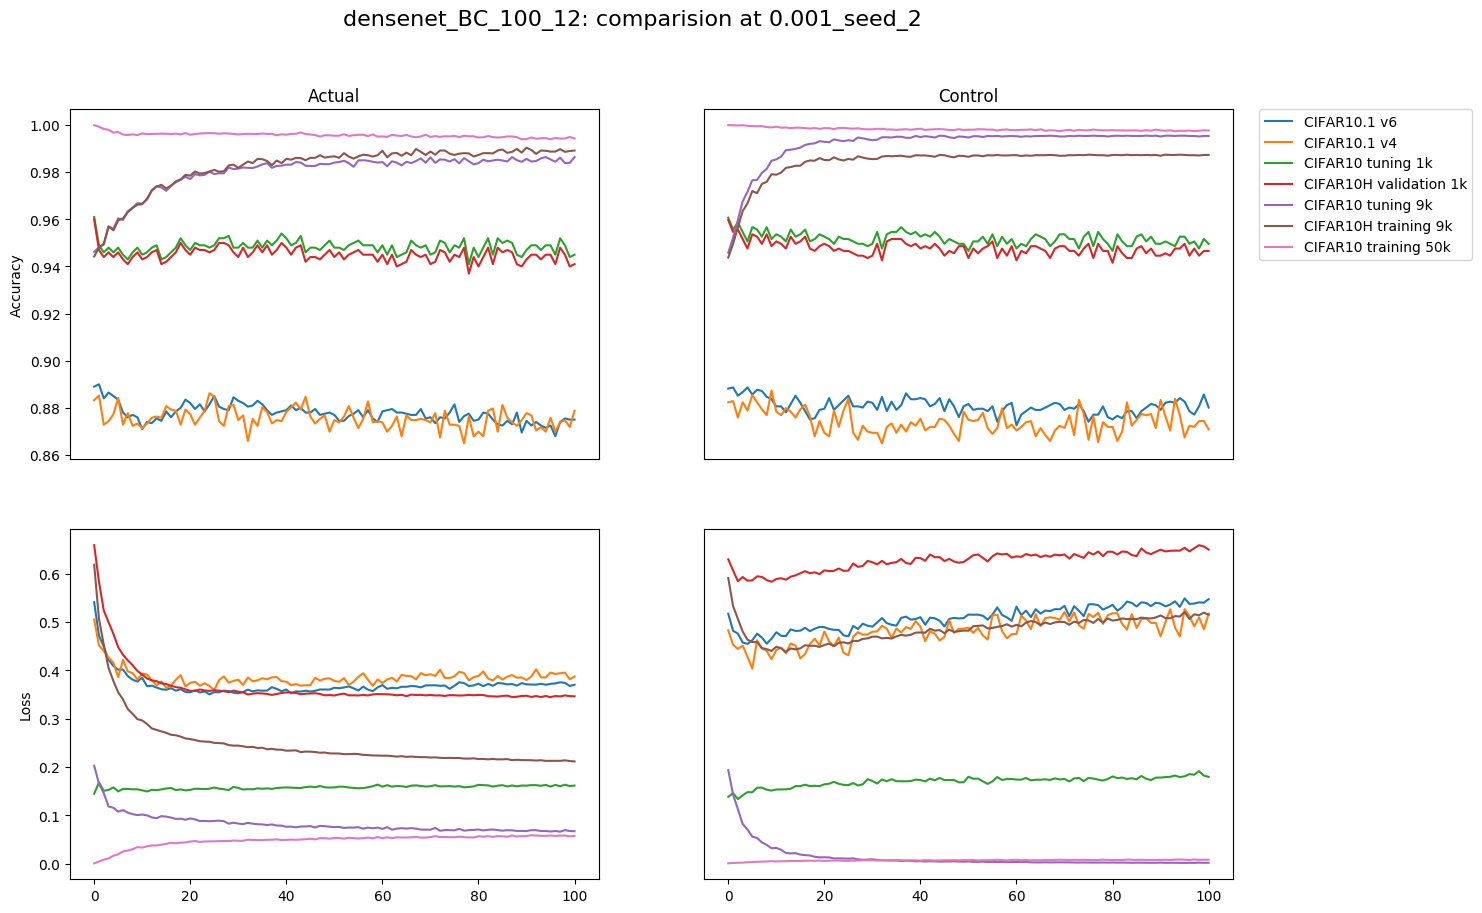 densenet_BC_100_12: comparision at 0.001_seed_2
Actual
Control
Accuracy
1.00
0.98
0.96
0.94
0.92
0.90
0.88
0.86
CIFAR10.1 v6
CIFAR10.1 v4
CIFAR10 tuning 1k
CIFAR10H validation 1k
CIFAR10 tuning 9k
CIFAR10H training 9k
CIFAR10 training 50k
Loss
0.6
0.5
0.4
0.3
0.2
0.1
0.0
0 20 40 60 80 100
0 20 40 60 80 100